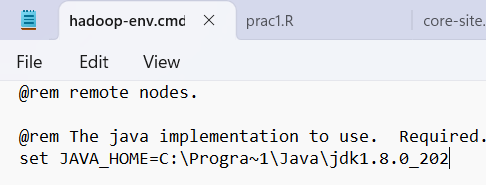 hadoop-env.cmd
prac1.R
core-site.
File
Edit
View
@rem remote nodes.
@rem The java implementation to use.  Required.
set JAVA_HOME=C:\Progra~1\Java\jdk1.8.0_202